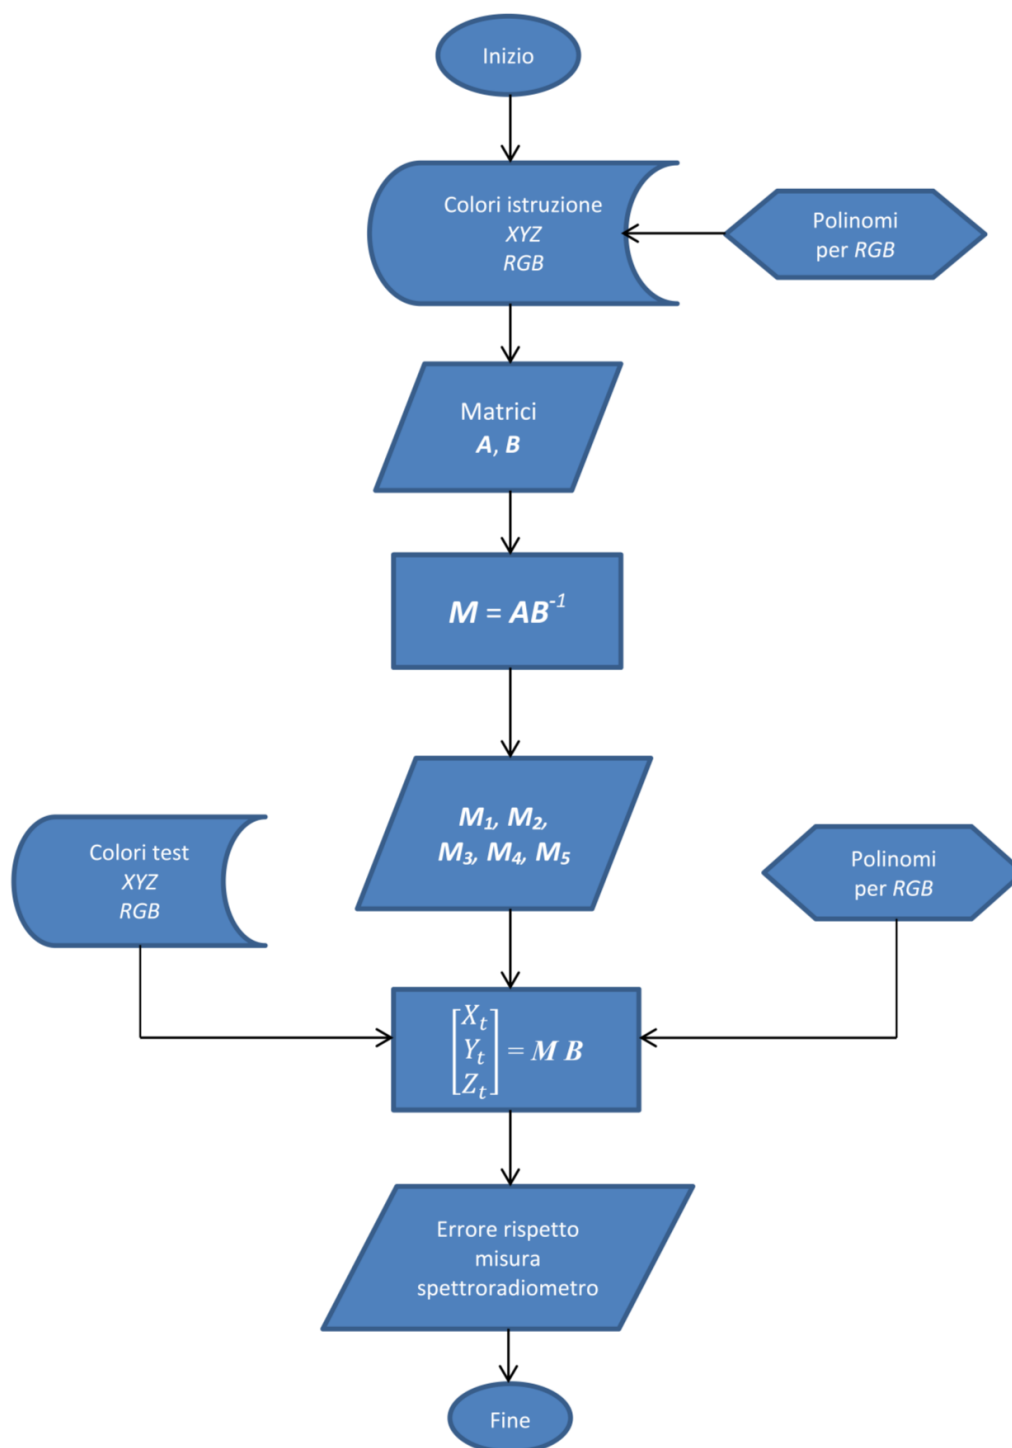 Inizio
Colori istruzione
XYZ
RGB
Polinomi
per RGB
Matrici
A, B
M = AB⁻¹
M₁, M₂,
M₃, M₄, M₅
Colori test
XYZ
RGB
Polinomi
per RGB
[Xₜ
Yₜ
Zₜ] = M B
Errore rispetto
misura
spettroradiometro
Fine